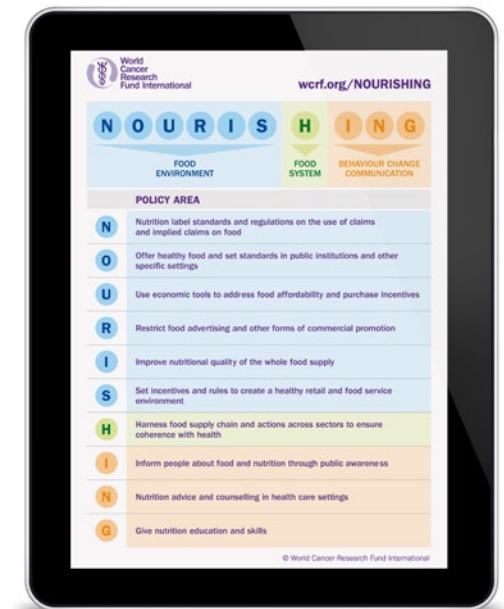 World
Cancer
Research
Fund International
wcrf.org/NOURISHING
N O U R I S H I N G
FOOD
ENVIRONMENT
FOOD
SYSTEM
BEHAVIOUR CHANGE
COMMUNICATION
POLICY AREA
N Nutrition label standards and regulations on the use of claims
and implied claims on food
O Offer healthy food and set standards in public institutions and other
specific settings
U Use economic tools to address food affordability and purchase incentives
R Restrict food advertising and other forms of commercial promotion
I Improve nutritional quality of the whole food supply
S Set incentives and rules to create a healthy retail and food service
environment
H Harness food supply chain and actions across sectors to ensure
coherence with health
I Inform people about food and nutrition through public awareness
N Nutrition advice and counselling in health care settings
G Give nutrition education and skills
© World Cancer Research Fund International